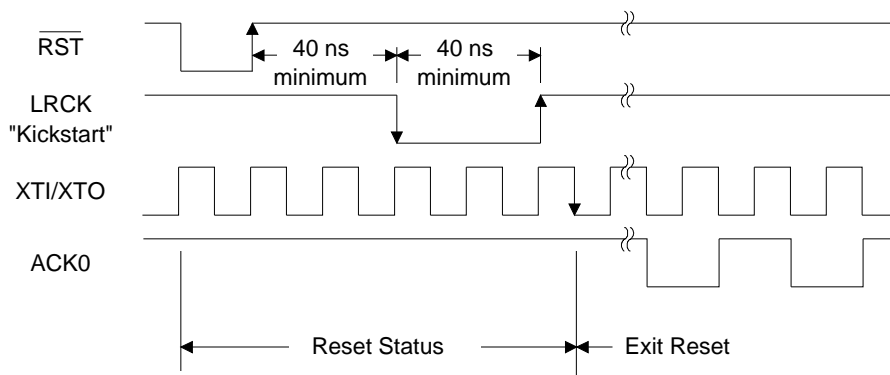 RST
40 ns
minimum
40 ns
minimum
LRCK
"Kickstart"
XTI/XTO
ACK0
Reset Status
Exit Reset